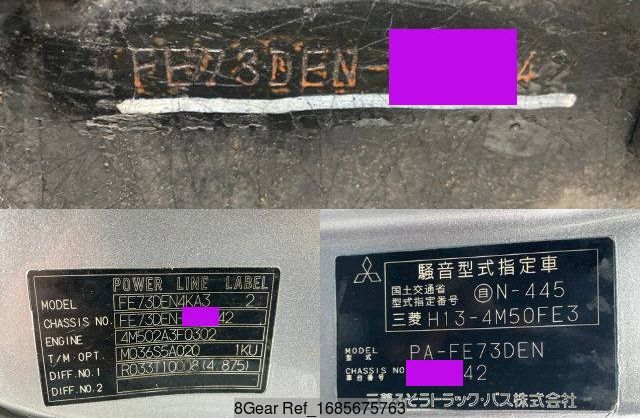 FE73DEN- 4
POWER LINE LABEL
MODEL FE73DEN4KA3 2
CHASSIS NO. FE73DEN- 42
ENGINE 4M502A3F0302
T/M OPT. M036S5A020 1KU
DIFF.NO.1 R033T10008(4 875)
DIFF.NO.2
騒音型式指定車
国土交通省
型式指定番号 自N-445
三菱 H13-4M50FE3
MODEL
型式
PA-FE73DEN
CHASSIS NO
車台番号
42
三菱ふそうトラック・バス株式会社
8Gear Ref_1685675763